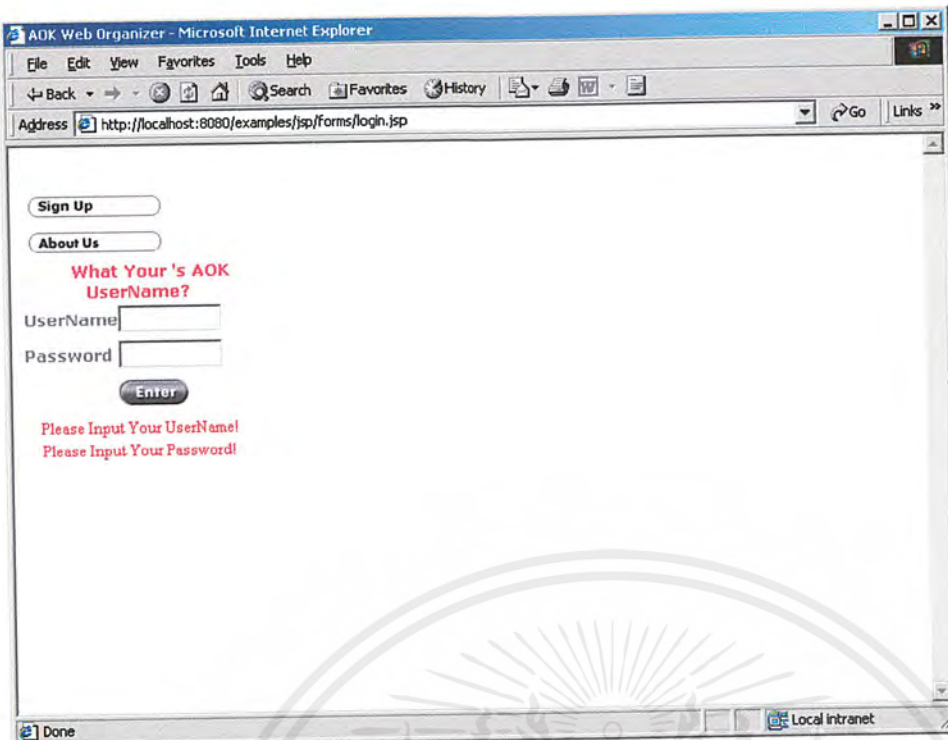 AOK Web Organizer - Microsoft Internet Explorer
File Edit View Favorites Tools Help
Back Search Favorites History
Address http://localhost:8080/examples/jsp/forms/login.jsp Go Links »
Sign Up
About Us
What Your 's AOK
UserName?
UserName
Password
Enter
Please Input Your UserName!
Please Input Your Password!
Done Local intranet